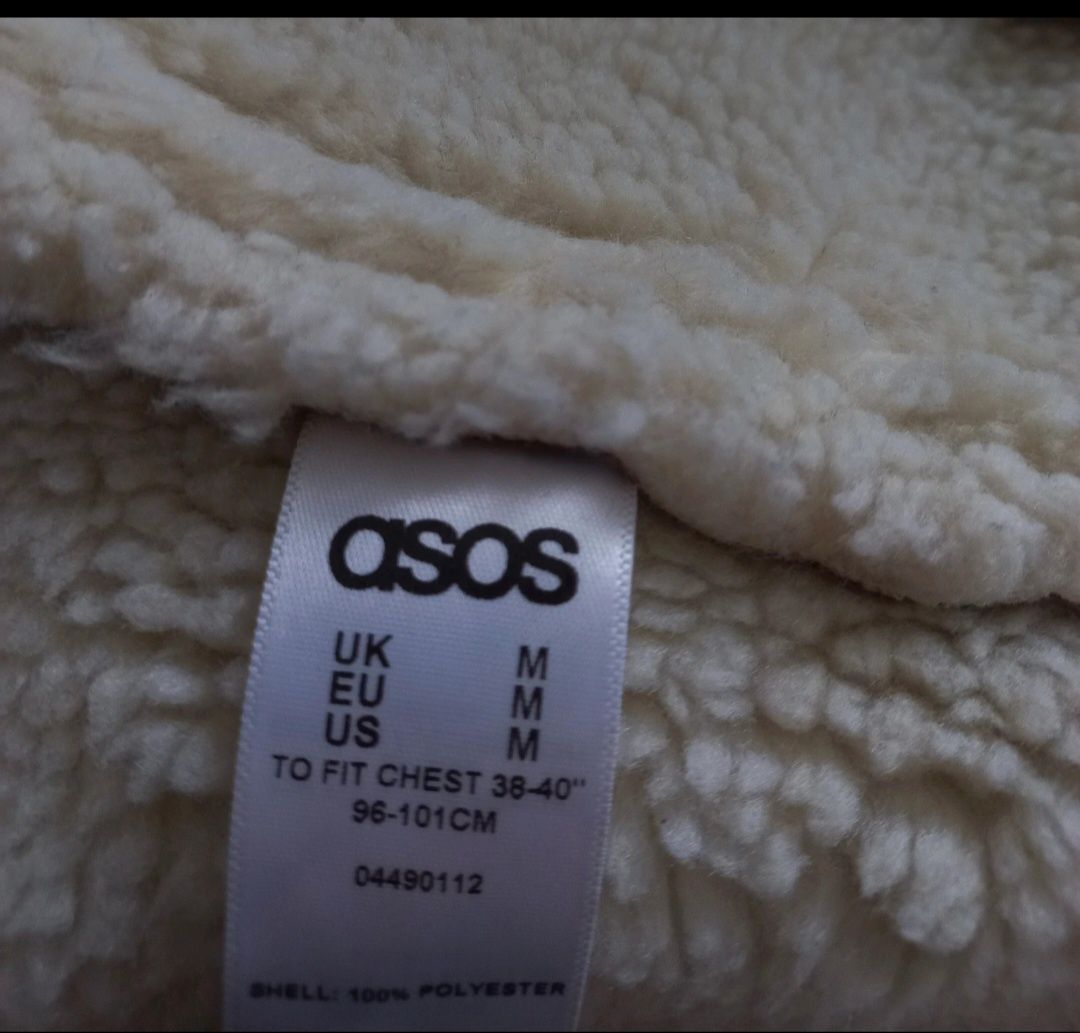 asos
UK M
EU M
US M
TO FIT CHEST 38-40"
96-101CM
04490112
SHELL: 100% POLYESTER